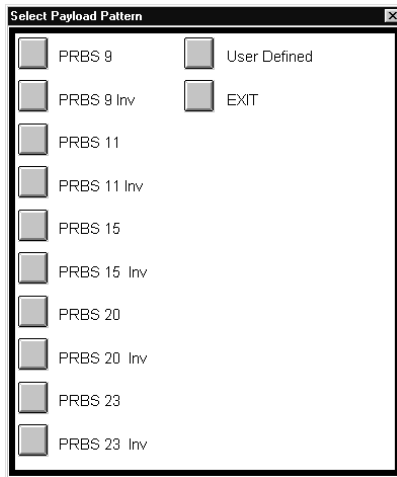 Select Payload Pattern
PRBS 9
PRBS 9 Inv
PRBS 11
PRBS 11 Inv
PRBS 15
PRBS 15 Inv
PRBS 20
PRBS 20 Inv
PRBS 23
PRBS 23 Inv
User Defined
EXIT